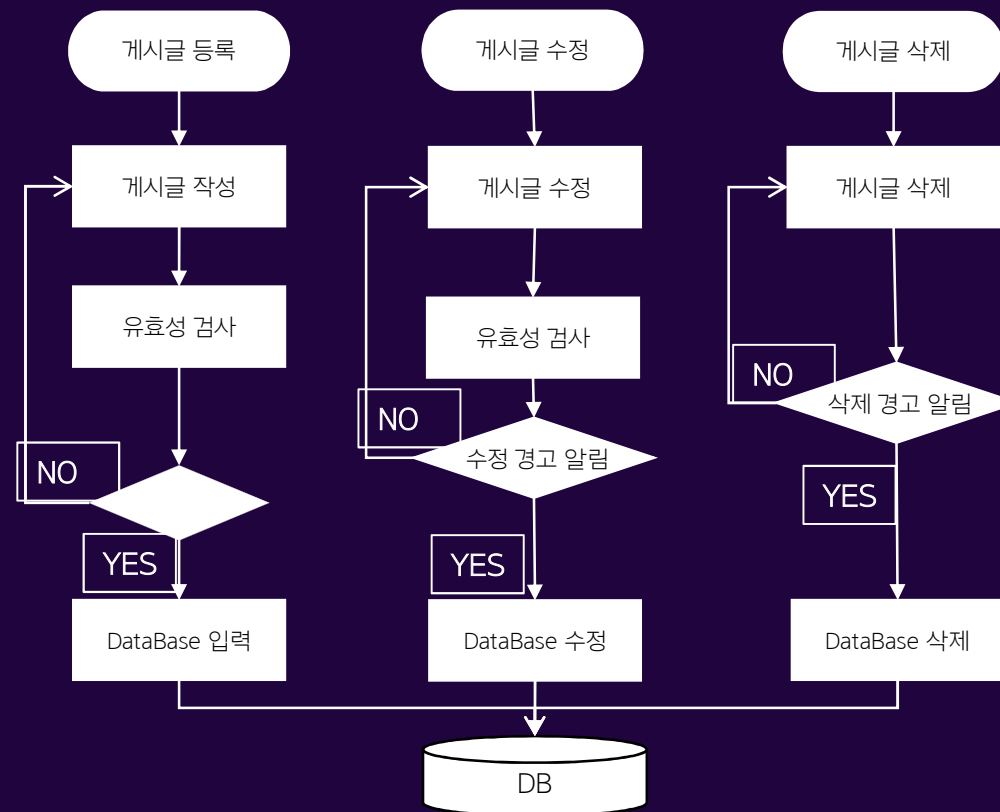 게시글 등록
게시글 수정
게시글 삭제
게시글 작성
게시글 수정
게시글 삭제
유효성 검사
유효성 검사
NO
삭제 경고 알림
NO
수정 경고 알림
NO
YES
YES
YES
DataBase 입력
DataBase 수정
DataBase 삭제
DB